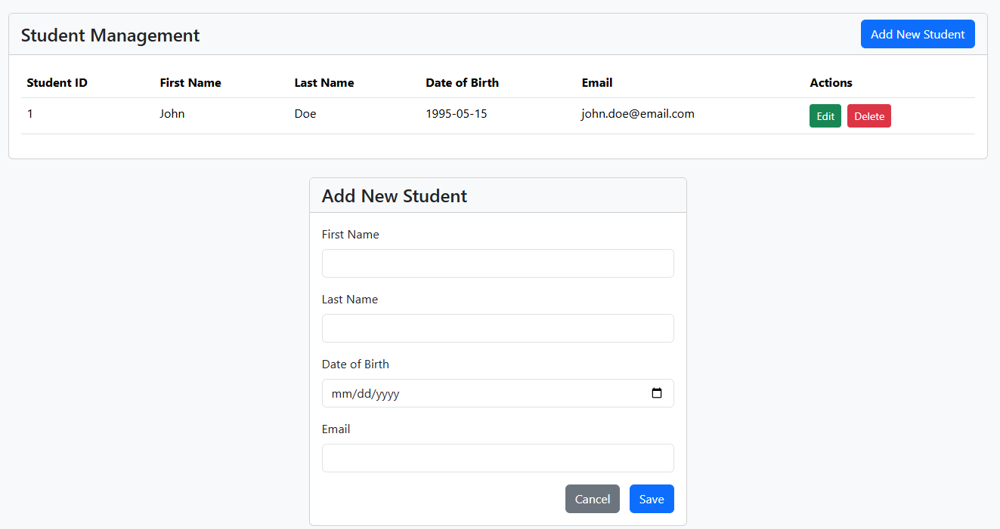 Student Management Add New Student
Student ID First Name Last Name Date of Birth Email Actions
1 John Doe 1995-05-15 john.doe@email.com Edit Delete
Add New Student
First Name
Last Name
Date of Birth
mm/dd/yyyy
Email
Cancel Save